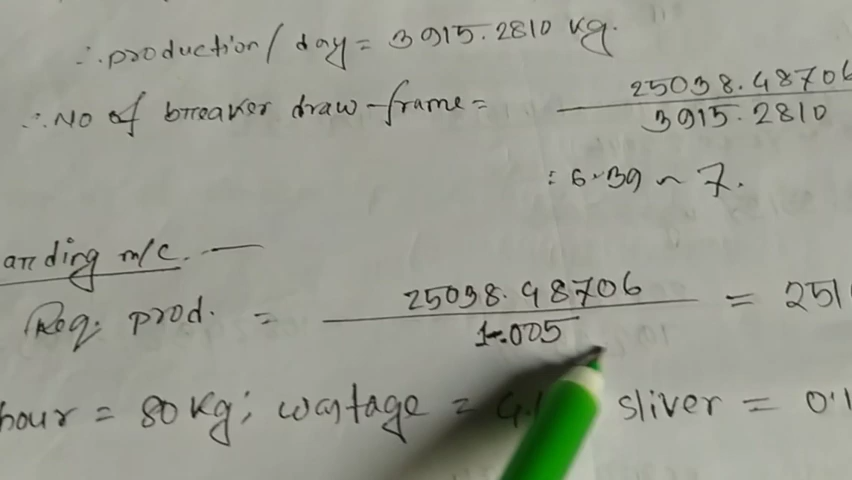 ∴ production / day = 3915.2810 kg.
∴ No of breaker draw-frame = 25038.48706 / 3915.2810
= 6.39 ~ 7.
arding m/c. —
Req. prod. = 25038.48706 / 1-.005 = 251
hour = 80 kg; wastage = sliver = 0.1